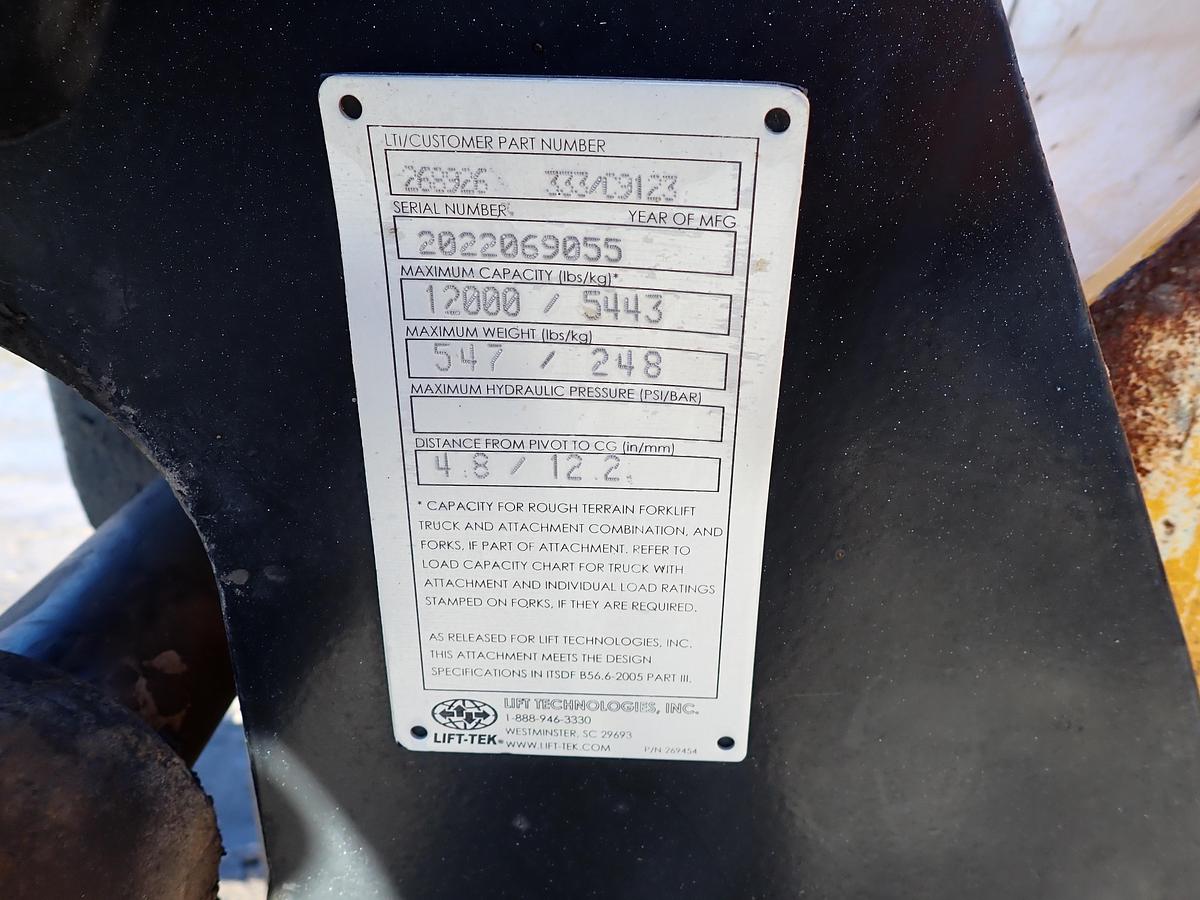 LTI/CUSTOMER PART NUMBER
268926 333/C9123
SERIAL NUMBER YEAR OF MFG
2022069055
MAXIMUM CAPACITY (lbs/kg)*
12000 / 5443
MAXIMUM WEIGHT (lbs/kg)
547 / 248
MAXIMUM HYDRAULIC PRESSURE (PSI/BAR)
DISTANCE FROM PIVOT TO CG (in/mm)
4.8 / 12.2
* CAPACITY FOR ROUGH TERRAIN FORKLIFT
TRUCK AND ATTACHMENT COMBINATION, AND
FORKS, IF PART OF ATTACHMENT. REFER TO
LOAD CAPACITY CHART FOR TRUCK WITH
ATTACHMENT AND INDIVIDUAL LOAD RATINGS
STAMPED ON FORKS, IF THEY ARE REQUIRED.
AS RELEASED FOR LIFT TECHNOLOGIES, INC.
THIS ATTACHMENT MEETS THE DESIGN
SPECIFICATIONS IN ITSDF B56.6-2005 PART III.
LIFT TECHNOLOGIES, INC.
1-888-946-3330
WESTMINSTER, SC 29693
LIFT-TEK® WWW.LIFT-TEK.COM P/N 269454